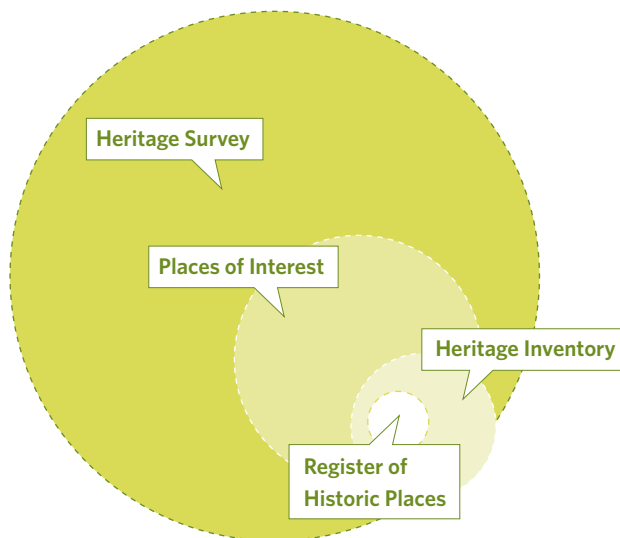 Heritage Survey
Places of Interest
Heritage Inventory
Register of
Historic Places